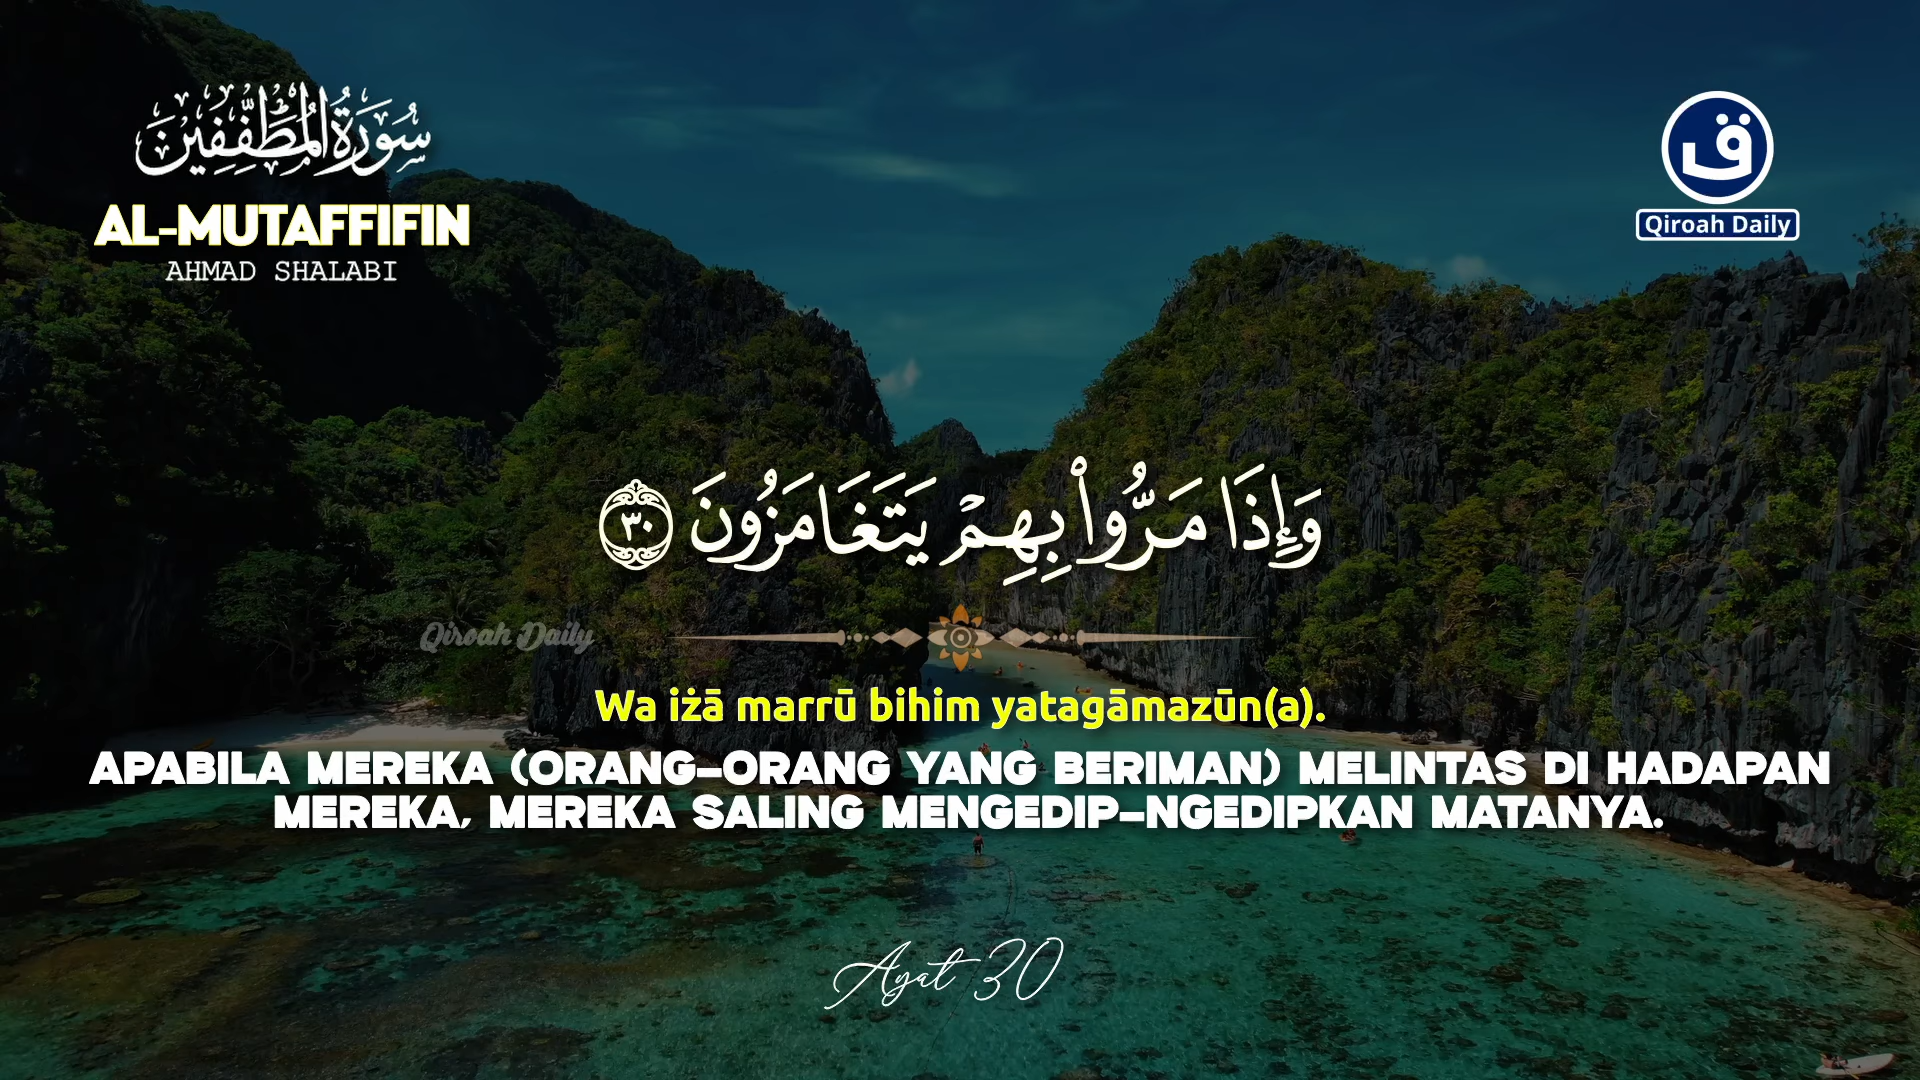 سُورَةُ الْمُطَفِّفِينَ
AL-MUTAFFIFIN
AHMAD SHALABI
ق
Qiroah Daily
وَإِذَا مَرُّوا۟ بِهِمْ يَتَغَامَزُونَ ٣٠
Qiroah Daily
Wa iżā marrū bihim yatagāmazūn(a).
APABILA MEREKA (ORANG-ORANG YANG BERIMAN) MELINTAS DI HADAPAN
MEREKA, MEREKA SALING MENGEDIP-NGEDIPKAN MATANYA.
Ayat 30